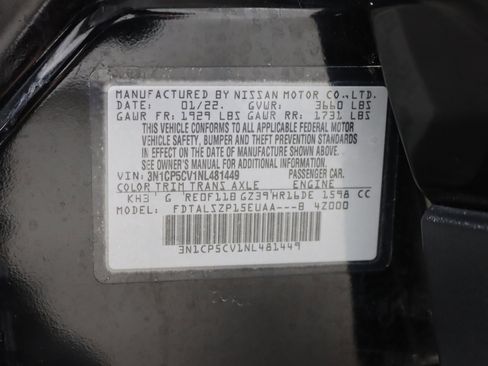 MANUFACTURED BY NISSAN MOTOR CO.,LTD.
DATE: 01/22. GVWR: 3660 LBS
GAWR FR: 1929 LBS GAWR RR: 1731 LBS
THIS VEHICLE CONFORMS TO ALL APPLICABLE FEDERAL MOTOR
VEHICLE SAFETY, BUMPER AND THEFT PREVENTION STANDARDS
IN EFFECT ON THE DATE OF MANUFACTURE SHOWN ABOVE.
SEE OWNER'S MANUAL FOR ADDITIONAL INFORMATION.
VIN: 3N1CP5CV1NL481449 PASSENGER CAR.
COLOR TRIM TRANS AXLE ENGINE
KH3 G RE0F11B GZ39 HR16DE 1598 CC
MODEL: FDTALSZP15EUAA---B 4Z000
3N1CP5CV1NL481449